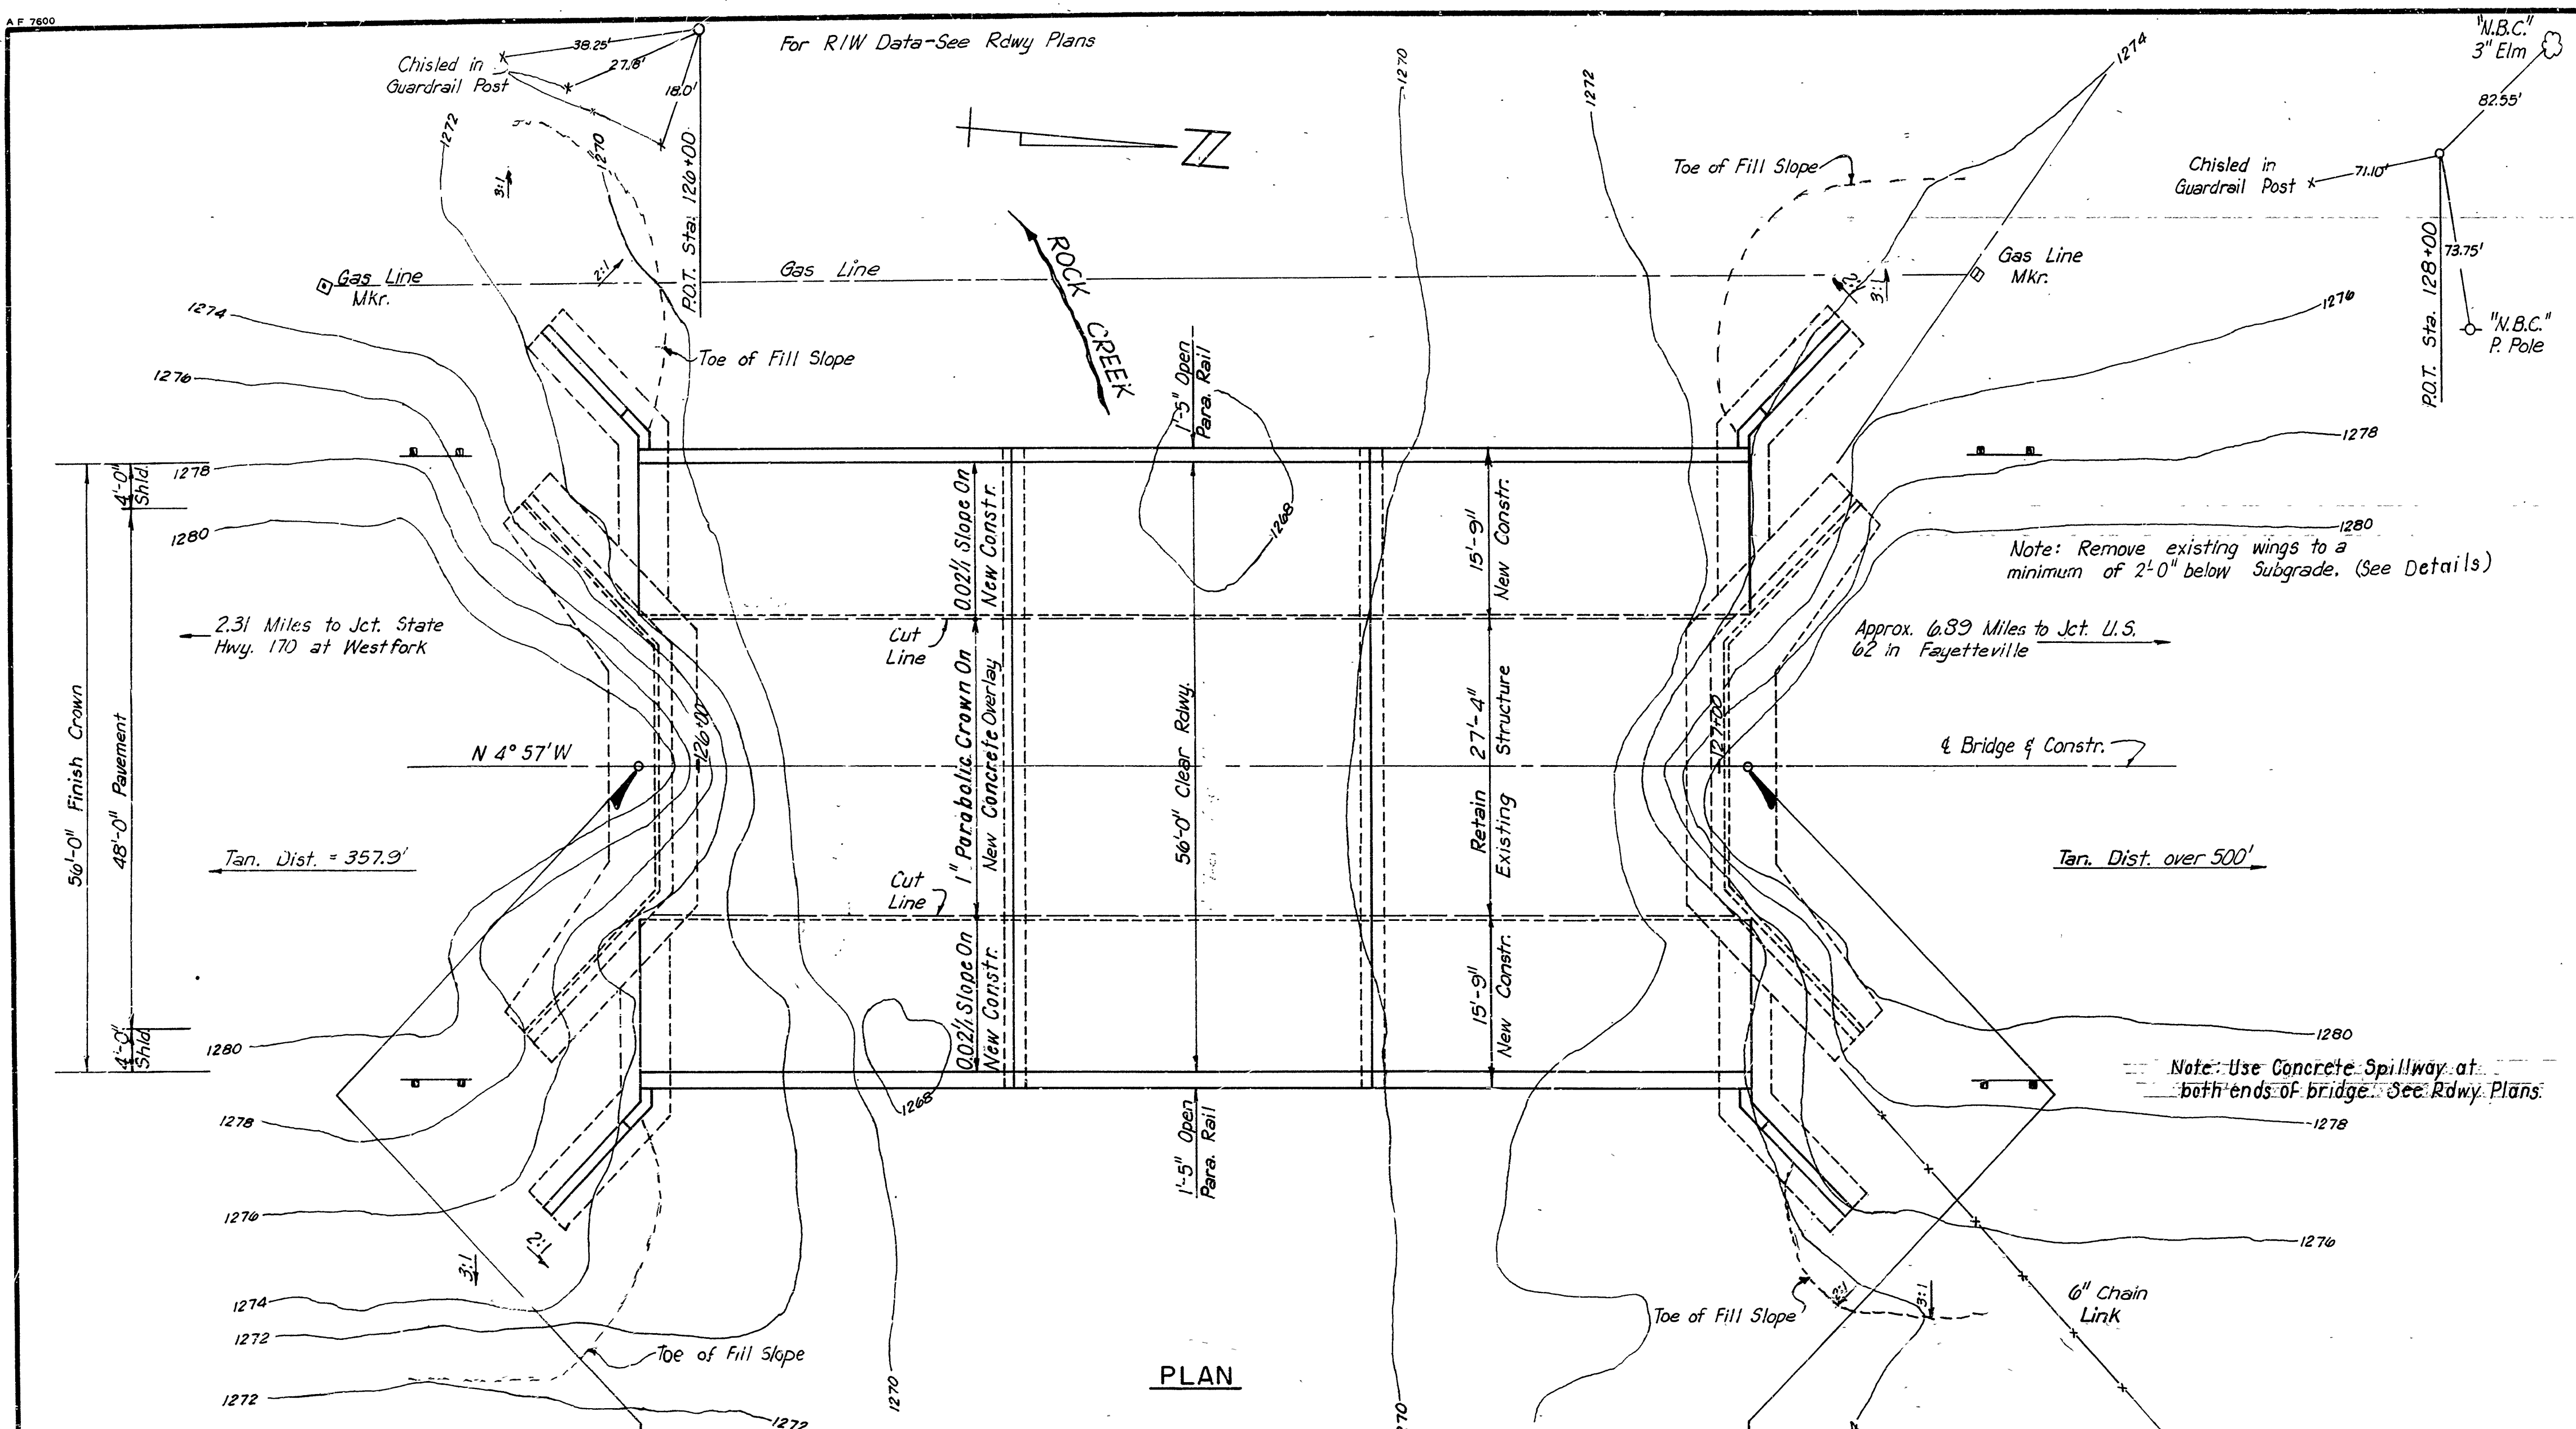 A F 7600
38.25'
27.8'
18.0'
Chisled in
Guardrail Post
For R/W Data-See Rdwy Plans
P.O.T. Sta. 126+00
1272
1270
1270
1272
1274
"N.B.C."
3" Elm
82.55'
Chisled in
Guardrail Post
71.10'
73.75'
P.O.T. Sta. 128+00
"N.B.C."
P. Pole
3:1
2:1
Toe of Fill Slope
Gas Line
Mkr.
Gas Line
ROCK
CREEK
Gas Line
Mkr.
2:1
3:1
1274
1276
1278
1280
Toe of Fill Slope
1'-5" Open
Para. Rail
1276
1278
1280
1268
4'-0"
Shld.
56'-0" Finish Crown
48'-0" Pavement
4'-0"
Shld.
0.02'/' Slope On
New Constr.
1" Parabolic Crown On
New Concrete Overlay
0.02'/' Slope On
New Constr.
56'-0" Clear Rdwy.
15'-9"
New Constr.
Retain 27'-4"
Existing Structure
15'-9"
New Constr.
Note: Remove existing wings to a
minimum of 2'-0" below Subgrade. (See Details)
2.31 Miles to Jct. State
Hwy. 170 at Westfork
Cut
Line
Approx. 6.89 Miles to Jct. U.S.
62 in Fayetteville
N 4° 57' W
126+00
127+00
℄ Bridge & Constr.
Tan. Dist. = 357.9'
Cut
Line
Tan. Dist. over 500'
1280
1278
1276
1274
1272
1272
1272
1268
1'-5" Open
Para. Rail
1280
Note: Use Concrete Spillway at
both ends of bridge. See Rdwy Plans.
1278
1276
3:1
2:1
Toe of Fill Slope
1270
PLAN
Toe of Fill Slope
2:1
3:1
6" Chain
Link